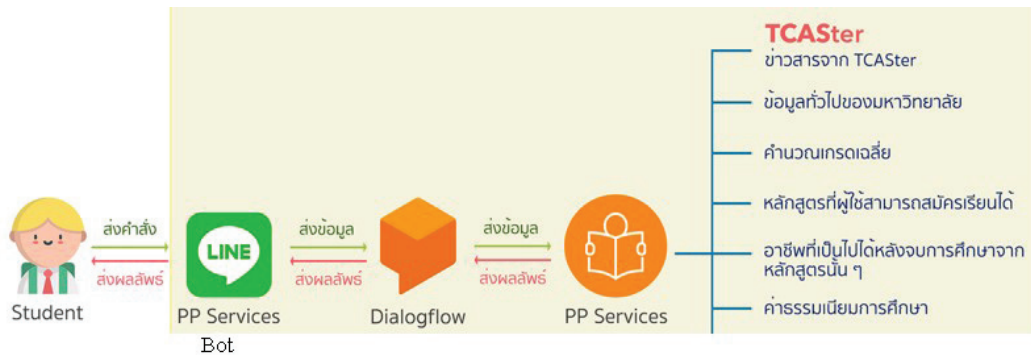 TCASter
ข่าวสารจาก TCASter
ข้อมูลทั่วไปของมหาวิทยาลัย
คำนวณเกรดเฉลี่ย
หลักสูตรที่ผู้ใช้สามารถสมัครเรียนได้
อาชีพที่เป็นไปได้หลังจบการศึกษาจาก
หลักสูตรนั้น ๆ
ค่าธรรมเนียมการศึกษา
ส่งคำสั่ง
ส่งผลลัพธ์
Student
LINE
PP Services
Bot
ส่งข้อมูล
ส่งผลลัพธ์
Dialogflow
ส่งข้อมูล
ส่งผลลัพธ์
PP Services